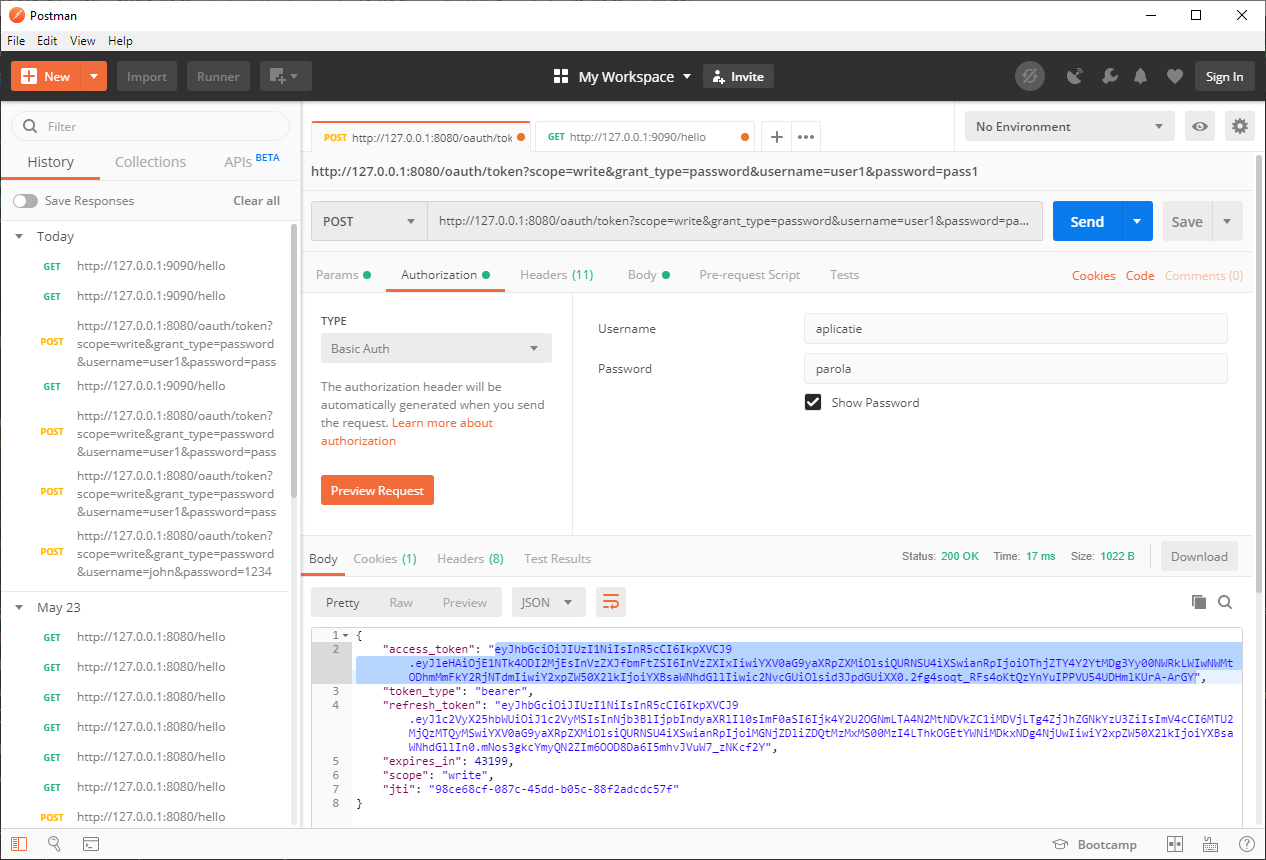 Postman
File Edit View Help
New Import Runner My Workspace Invite Sign In
Filter
History Collections APIs BETA
Save Responses Clear all
Today
GET http://127.0.0.1:9090/hello
GET http://127.0.0.1:9090/hello
POST http://127.0.0.1:8080/oauth/token?
scope=write&grant_type=password
&username=user1&password=pass
GET http://127.0.0.1:9090/hello
POST http://127.0.0.1:8080/oauth/token?
scope=write&grant_type=password
&username=user1&password=pass
POST http://127.0.0.1:8080/oauth/token?
scope=write&grant_type=password
&username=user1&password=pass
POST http://127.0.0.1:8080/oauth/token?
scope=write&grant_type=password
&username=john&password=1234
May 23
GET http://127.0.0.1:8080/hello
GET http://127.0.0.1:8080/hello
GET http://127.0.0.1:8080/hello
GET http://127.0.0.1:8080/hello
GET http://127.0.0.1:8080/hello
GET http://127.0.0.1:8080/hello
POST http://127.0.0.1:8080/hello
POST http://127.0.0.1:8080/oauth/tok
GET http://127.0.0.1:9090/hello
No Environment
http://127.0.0.1:8080/oauth/token?scope=write&grant_type=password&username=user1&password=pass1
POST http://127.0.0.1:8080/oauth/token?scope=write&grant_type=password&username=user1&password=pa... Send Save
Params Authorization Headers (11) Body Pre-request Script Tests Cookies Code Comments (0)
TYPE
Basic Auth
The authorization header will be
automatically generated when you send
the request. Learn more about
authorization
Preview Request
Username aplicatie
Password parola
Show Password
Body Cookies (1) Headers (8) Test Results Status: 200 OK Time: 17 ms Size: 1022 B Download
Pretty Raw Preview JSON
1 {
2 "access_token": "eyJhbGciOiJIUzI1NiIsInR5cCI6IkpXVCJ9
3 "token_type": "bearer",
4 "refresh_token": "eyJhbGciOiJIUzI1NiIsInR5cCI6IkpXVCJ9
5 "expires_in": 43199,
6 "scope": "write",
7 "jti": "98ce68cf-087c-45dd-b05c-88f2adcdc57f"
8 }
Bootcamp